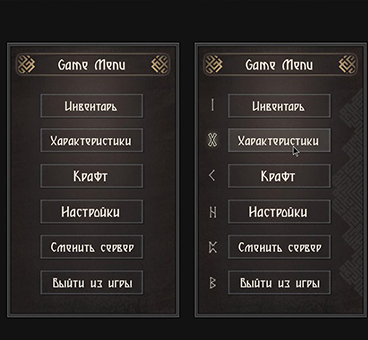 Game Menu
Инвентарь
Характеристики
Крафт
Настройки
Сменить сервер
Выйти из игры
Game Menu
ᛁ Инвентарь
Характеристики
ᚲ Крафт
ᚺ Настройки
ᛈ Сменить сервер
ᛒ Выйти из игры